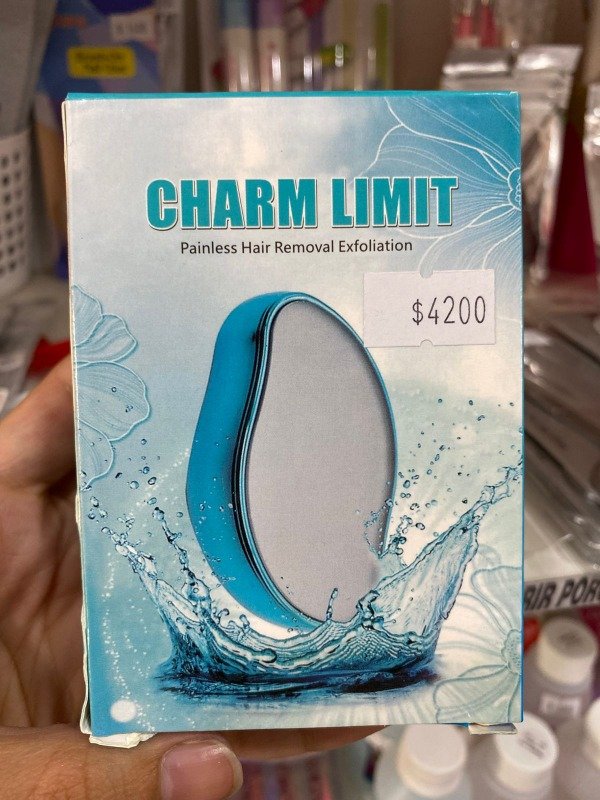 CHARM LIMIT
Painless Hair Removal Exfoliation
$4200